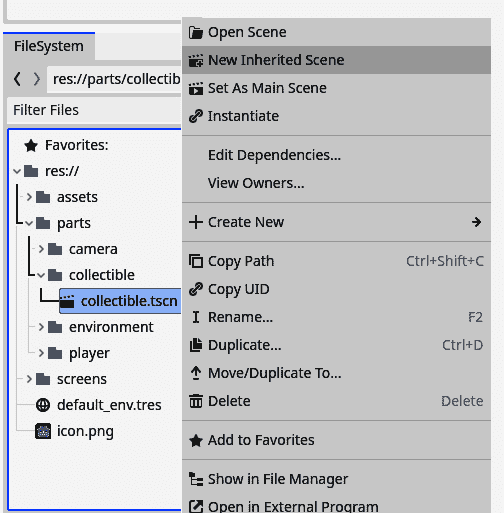 FileSystem
res://parts/collectib
Filter Files
Favorites:
res://
assets
parts
camera
collectible
collectible.tscn
environment
player
screens
default_env.tres
icon.png
Open Scene
New Inherited Scene
Set As Main Scene
Instantiate
Edit Dependencies...
View Owners...
Create New
Copy Path Ctrl+Shift+C
Copy UID
Rename... F2
Duplicate... Ctrl+D
Move/Duplicate To...
Delete Delete
Add to Favorites
Show in File Manager
Open in External Program